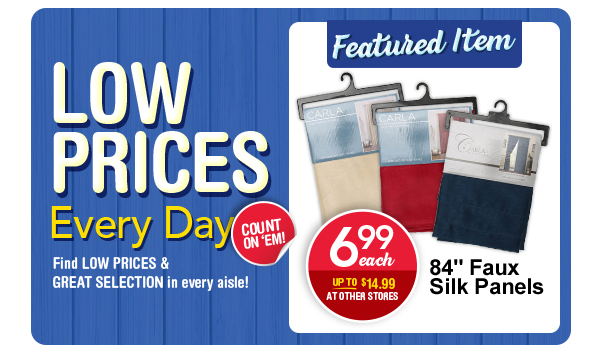 LOW
PRICES
Every Day
COUNT
ON 'EM!
Find LOW PRICES &
GREAT SELECTION in every aisle!
Featured Item
CARLA
CARLA
CARLA
6.99
each
UP TO $14.99
AT OTHER STORES
84" Faux
Silk Panels